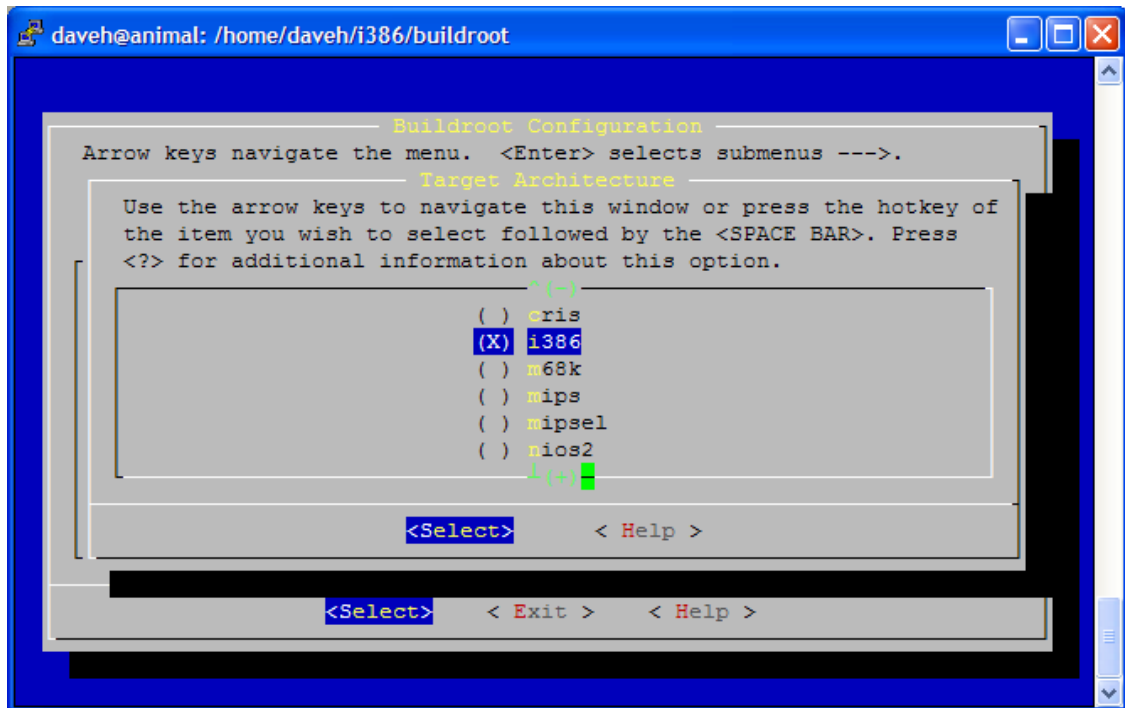 daveh@animal: /home/daveh/i386/buildroot
Buildroot Configuration
Arrow keys navigate the menu.  <Enter> selects submenus --->.
Target Architecture
Use the arrow keys to navigate this window or press the hotkey of
the item you wish to select followed by the <SPACE BAR>. Press
<?> for additional information about this option.
^(-)
( ) cris
(X) i386
( ) m68k
( ) mips
( ) mipsel
( ) nios2
┴(+)
<Select>      < Help >
<Select>    < Exit >    < Help >